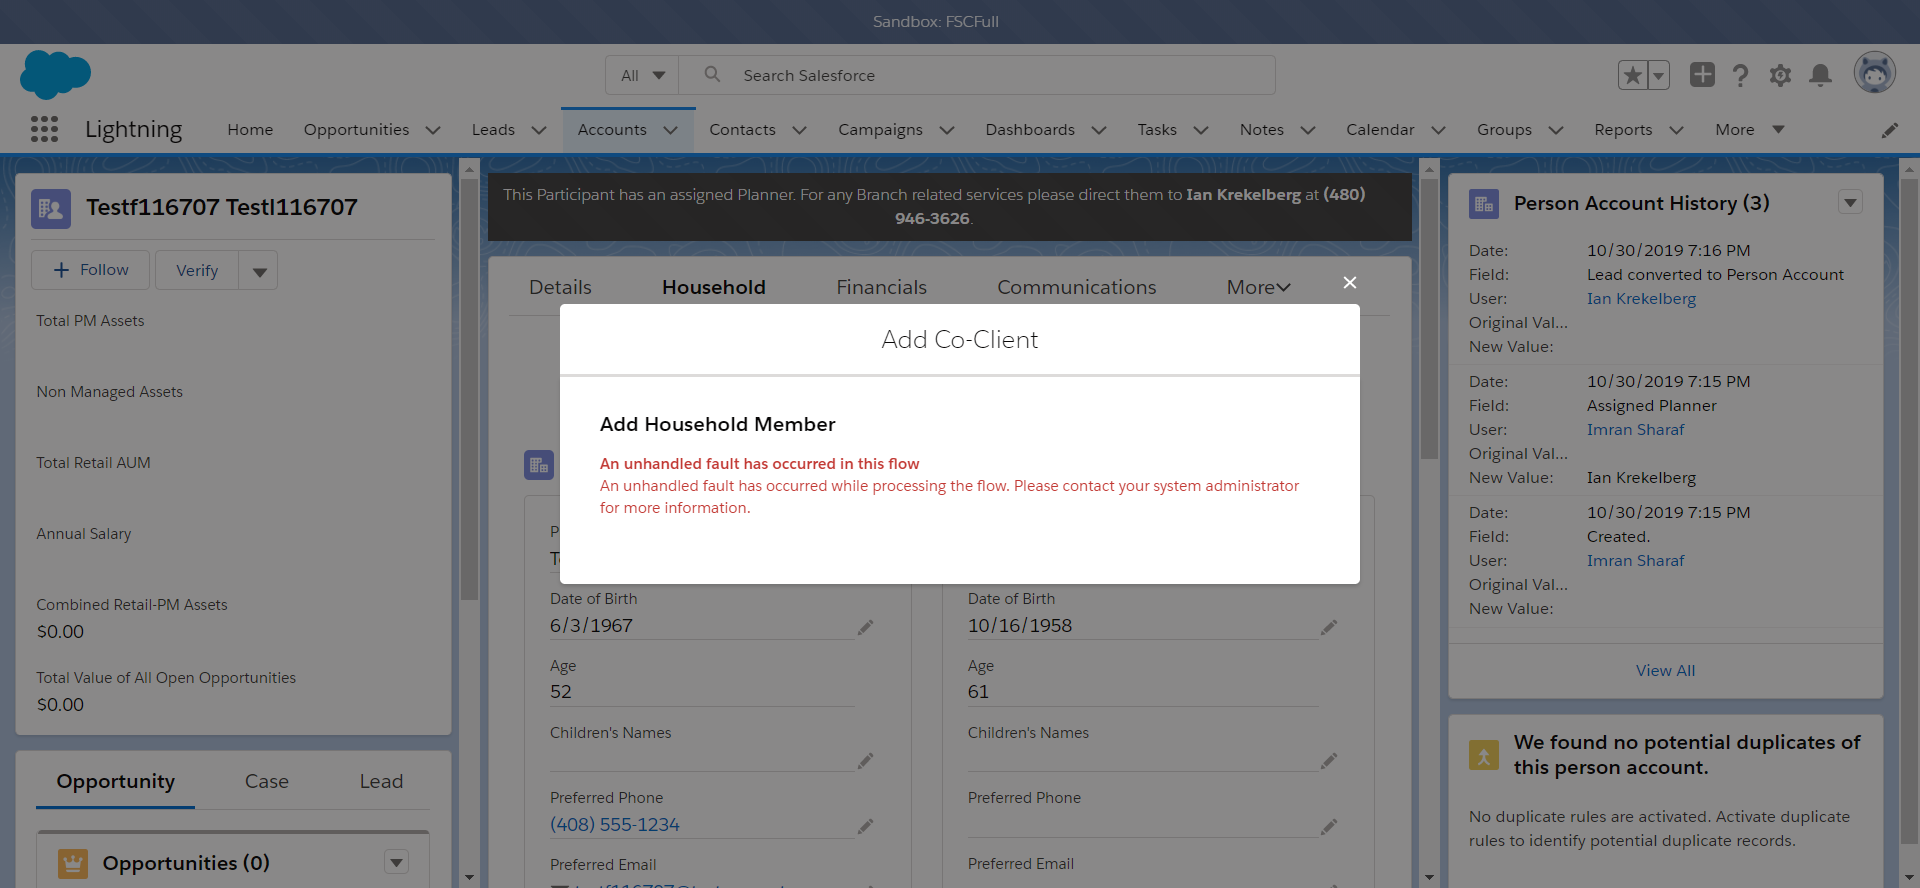 Sandbox: FSCFull
All
Search Salesforce
Lightning
Home
Opportunities
Leads
Accounts
Contacts
Campaigns
Dashboards
Tasks
Notes
Calendar
Groups
Reports
More
Testf116707 Testl116707
Follow
Verify
Total PM Assets
Non Managed Assets
Total Retail AUM
Annual Salary
Combined Retail-PM Assets
$0.00
Total Value of All Open Opportunities
$0.00
Opportunity
Case
Lead
Opportunities (0)
This Participant has an assigned Planner. For any Branch related services please direct them to Ian Krekelberg at (480)
946-3626.
Details
Household
Financials
Communications
More
Add Co-Client
Add Household Member
An unhandled fault has occurred in this flow
An unhandled fault has occurred while processing the flow. Please contact your system administrator
for more information.
Date of Birth
6/3/1967
Age
52
Children's Names
Preferred Phone
(408) 555-1234
Preferred Email
Date of Birth
10/16/1958
Age
61
Children's Names
Preferred Phone
Preferred Email
Person Account History (3)
Date: 10/30/2019 7:16 PM
Field: Lead converted to Person Account
User: Ian Krekelberg
Original Val...
New Value:
Date: 10/30/2019 7:15 PM
Field: Assigned Planner
User: Imran Sharaf
Original Val...
New Value: Ian Krekelberg
Date: 10/30/2019 7:15 PM
Field: Created.
User: Imran Sharaf
Original Val...
New Value:
View All
We found no potential duplicates of
this person account.
No duplicate rules are activated. Activate duplicate
rules to identify potential duplicate records.